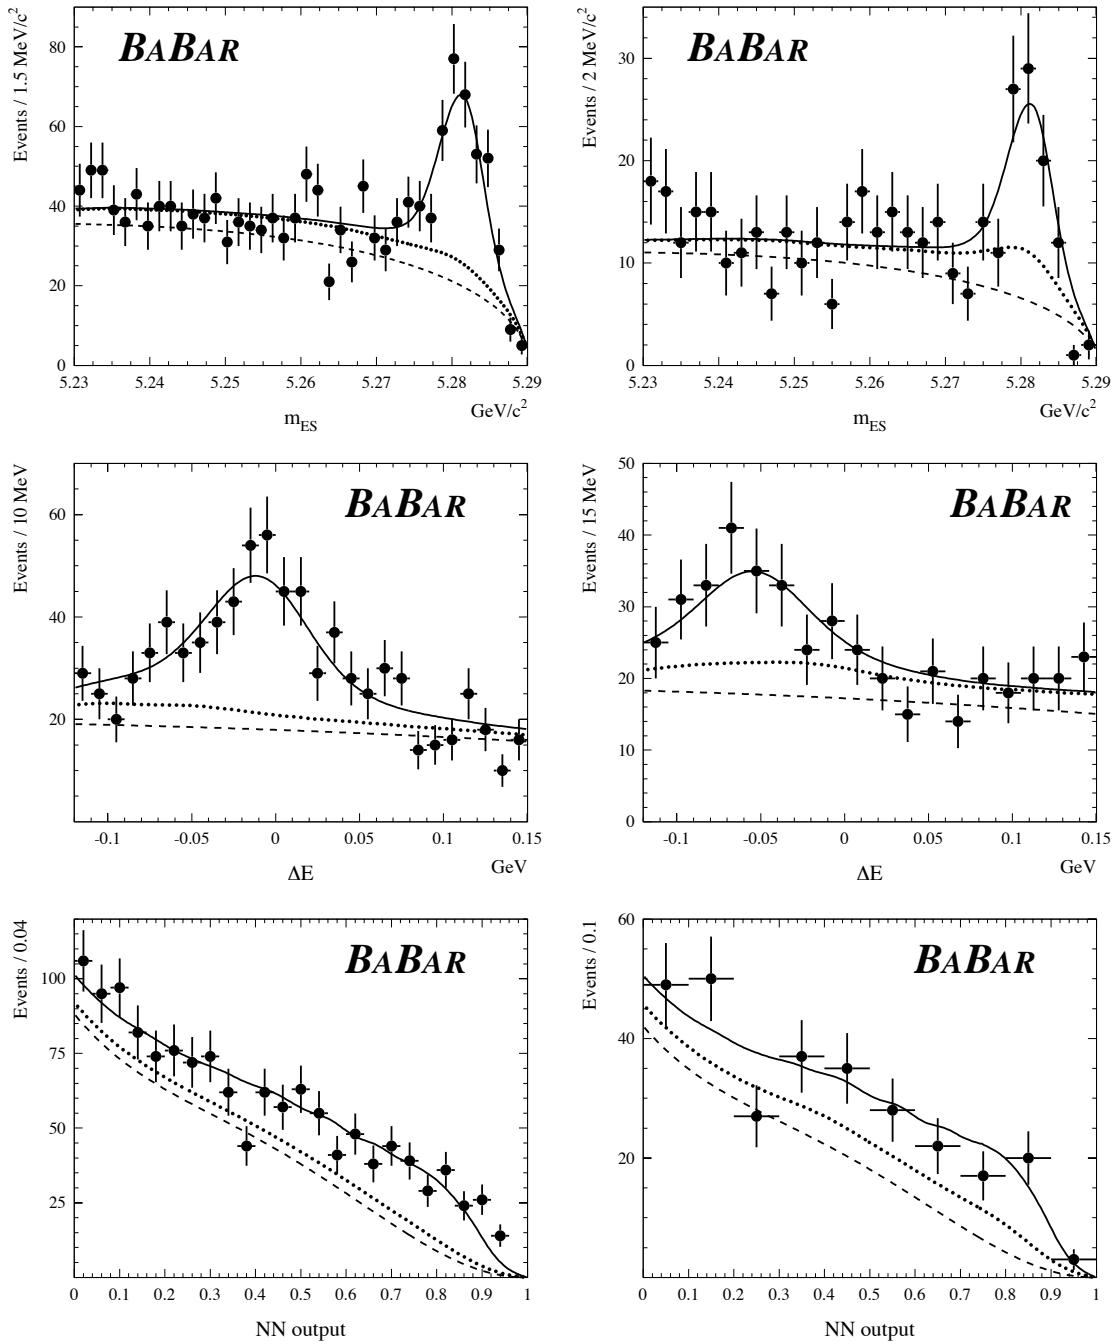 Events / 1.5 MeV/c²
BABAR
80
60
40
20
0
5.23 5.24 5.25 5.26 5.27 5.28 5.29
GeV/c²
m_ES
Events / 2 MeV/c²
BABAR
30
20
10
0
5.23 5.24 5.25 5.26 5.27 5.28 5.29
GeV/c²
m_ES
Events / 10 MeV
BABAR
60
40
20
-0.1 -0.05 0 0.05 0.1 0.15
GeV
ΔE
Events / 15 MeV
BABAR
50
40
30
20
10
0
-0.1 -0.05 0 0.05 0.1 0.15
GeV
ΔE
Events / 0.04
BABAR
100
75
50
25
0 0.1 0.2 0.3 0.4 0.5 0.6 0.7 0.8 0.9 1
NN output
Events / 0.1
BABAR
60
40
20
0 0.1 0.2 0.3 0.4 0.5 0.6 0.7 0.8 0.9 1
NN output